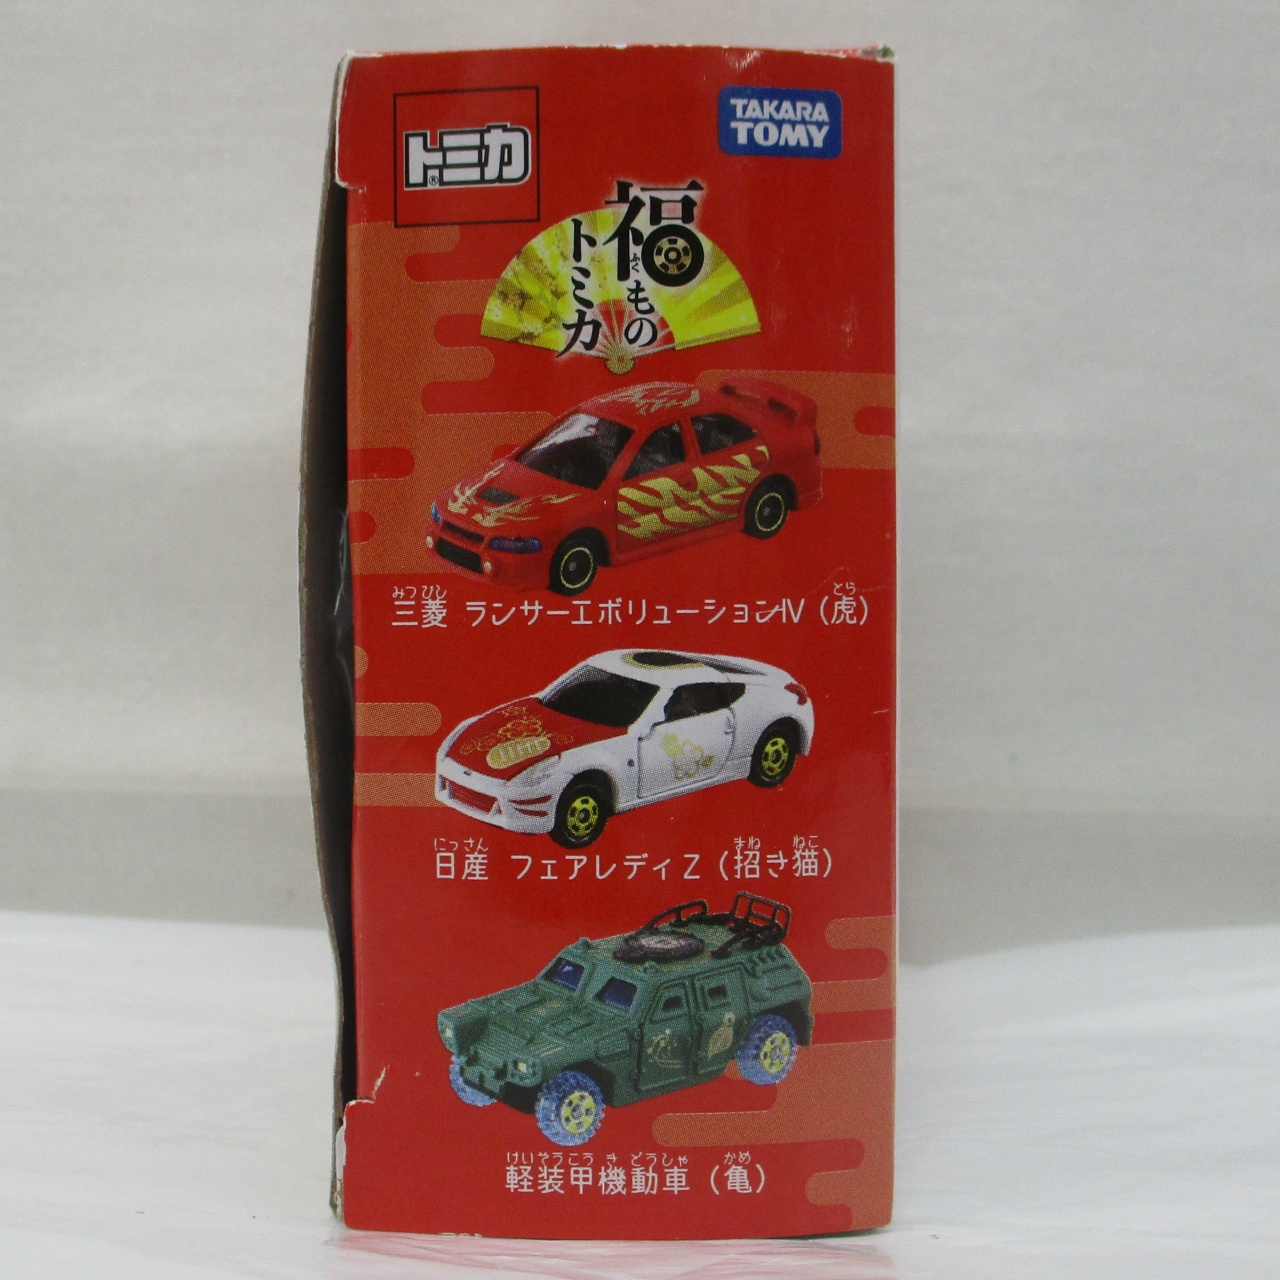 トミカ®
TAKARA
TOMY
福もの
ふく
トミカ
みつびし とら
三菱 ランサーエボリューションIV（虎）
にっさん まね ねこ
日産 フェアレディZ（招き猫）
けいそうこう き どうしゃ かめ
軽装甲機動車（亀）